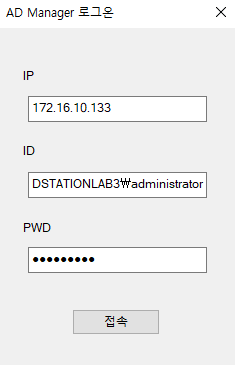 AD Manager 로그온
IP
172.16.10.133
ID
DSTATIONLAB3₩administrator
PWD
●●●●●●●●●
접속